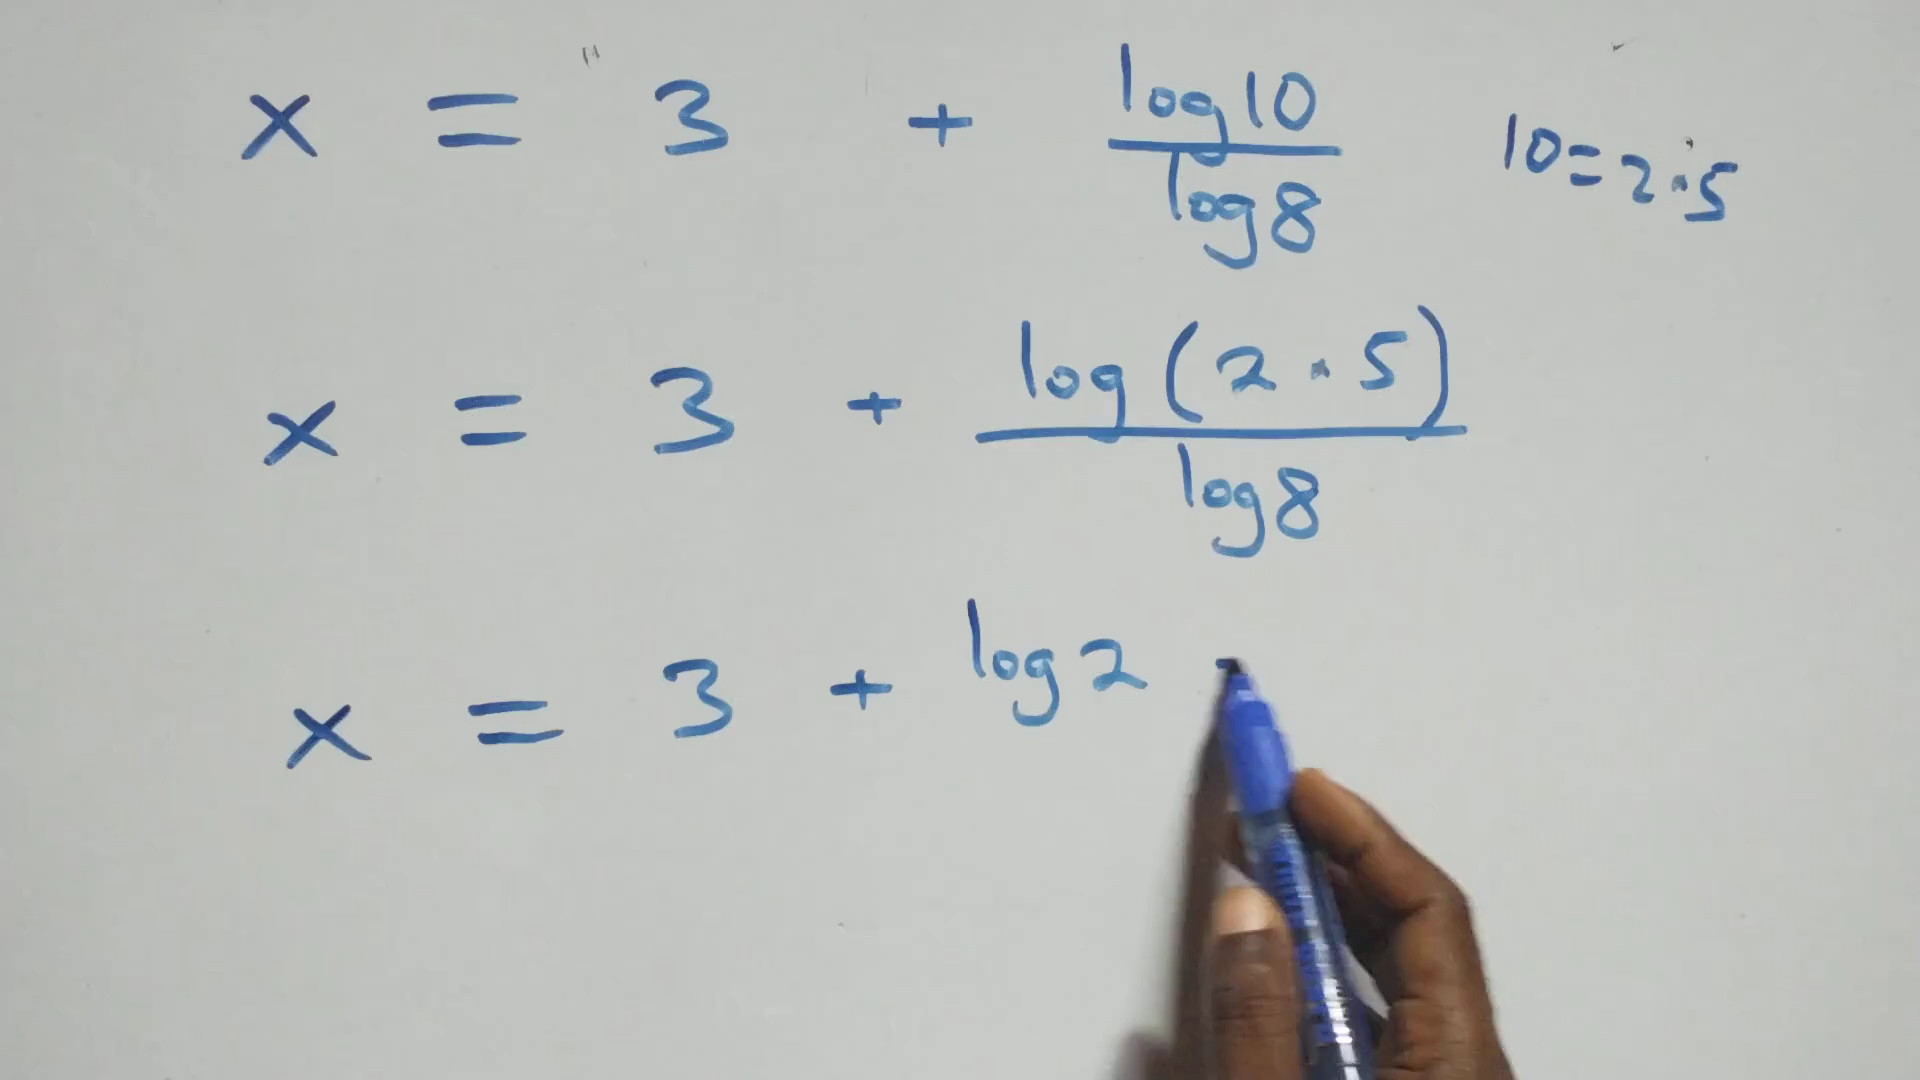 x = 3 + log10/log8 10=2·5
x = 3 + log(2·5)/log8
x = 3 + log2